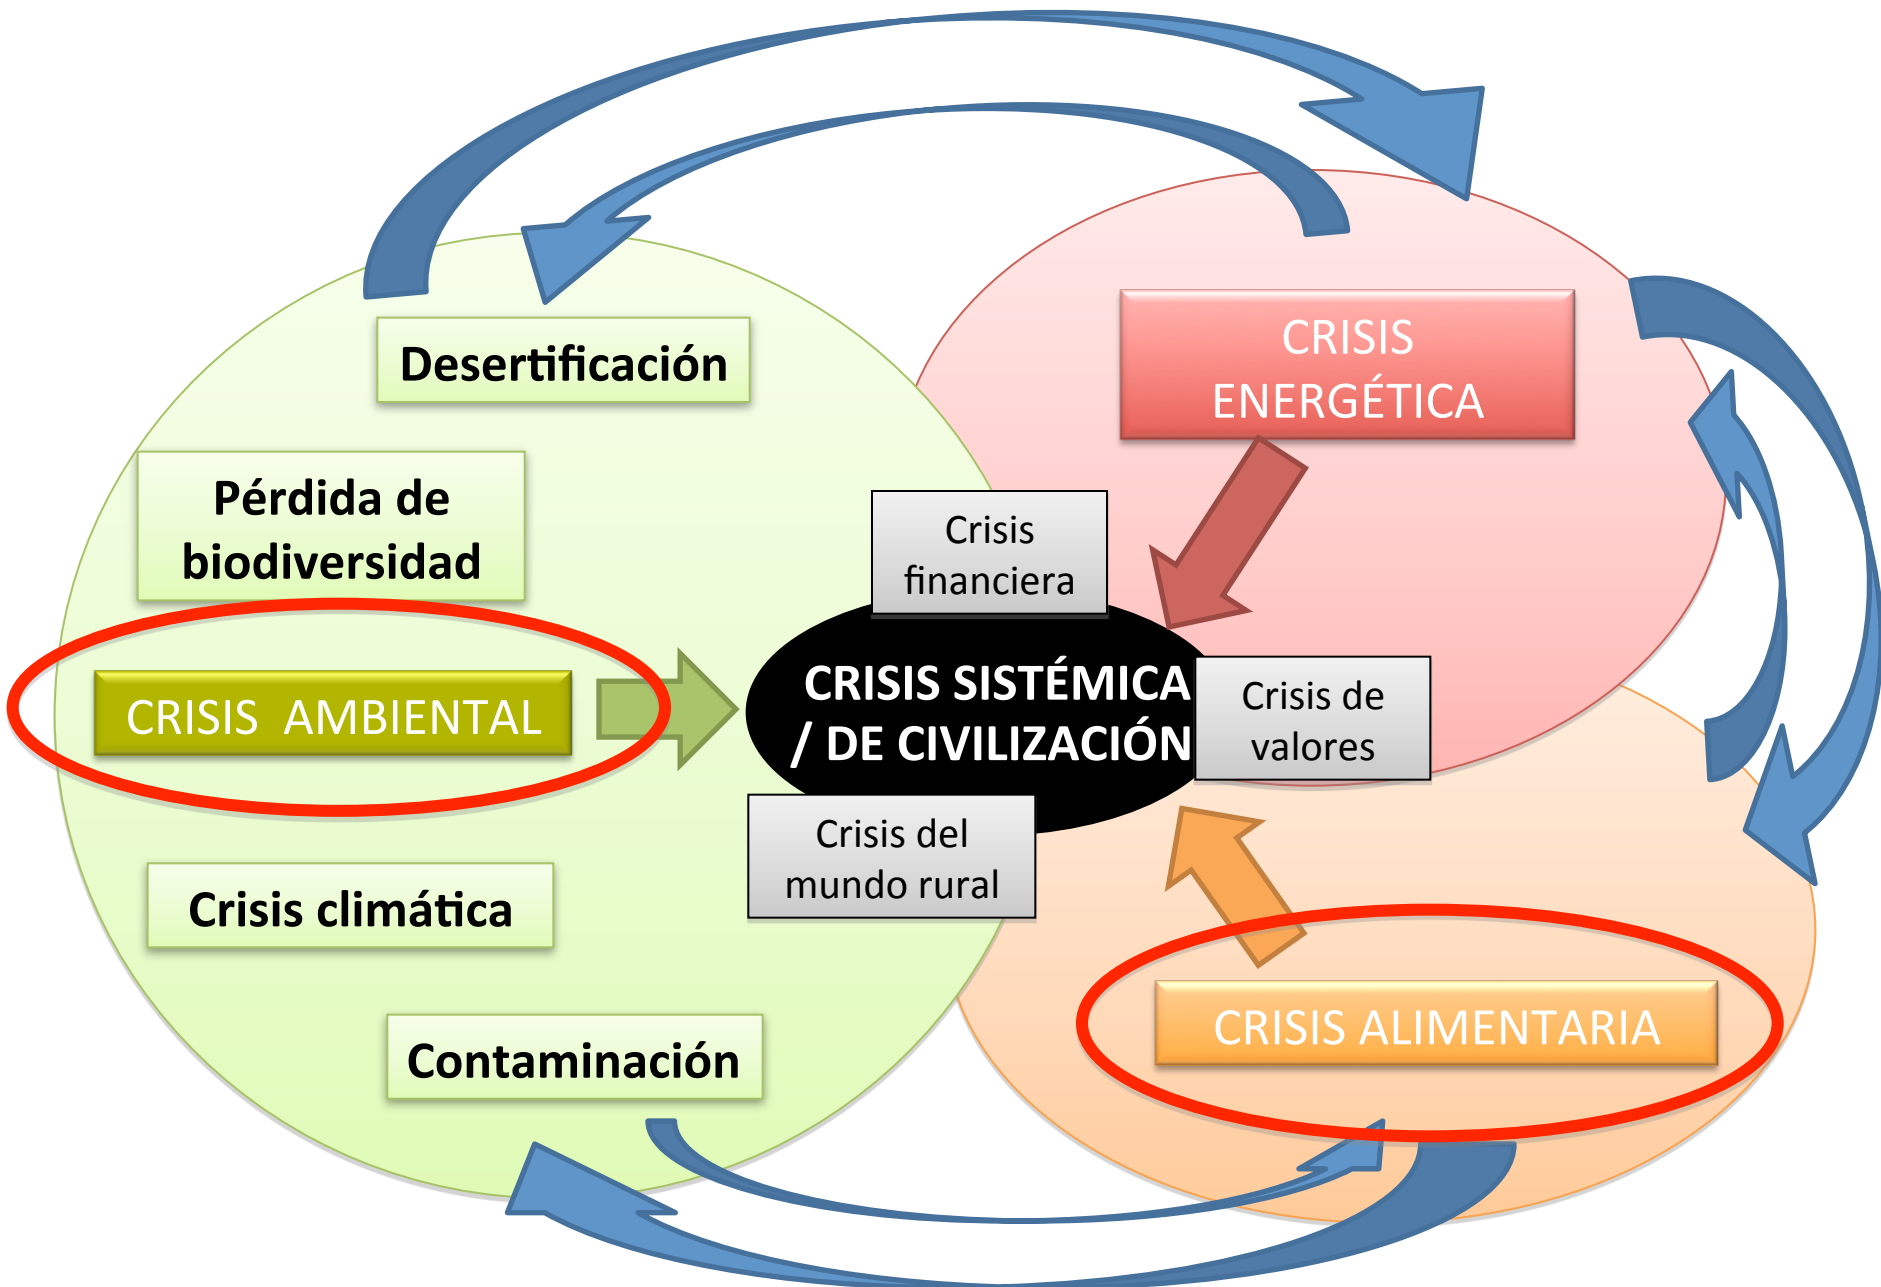 Desertificación
CRISIS
ENERGÉTICA
Pérdida de
biodiversidad
Crisis
financiera
CRISIS AMBIENTAL
CRISIS SISTÉMICA
/ DE CIVILIZACIÓN
Crisis de
valores
Crisis del
mundo rural
Crisis climática
CRISIS ALIMENTARIA
Contaminación